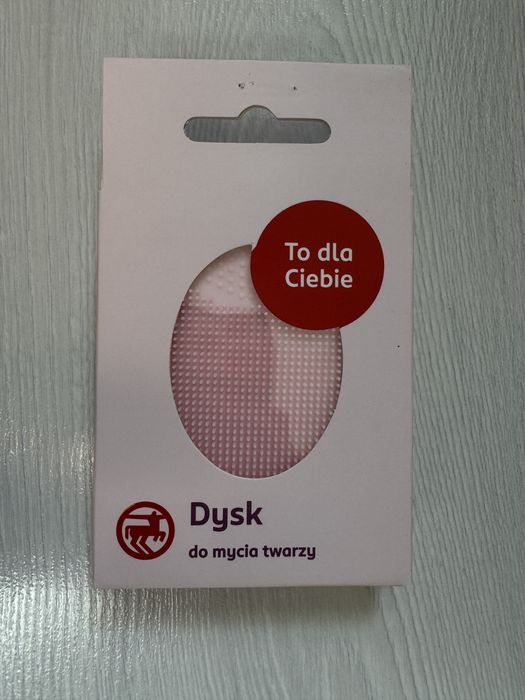 To dla
Ciebie
Dysk
do mycia twarzy